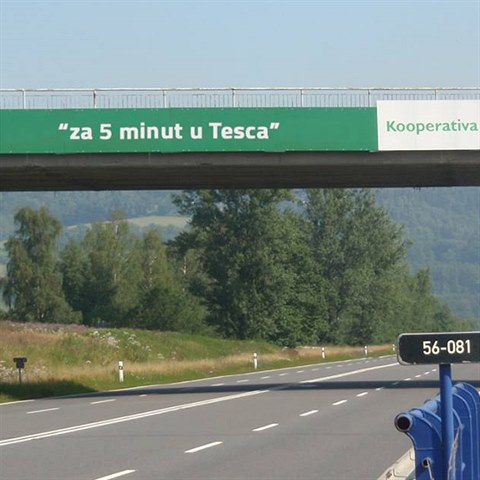 “za 5 minut u Tesca”
Kooperativa
56-081